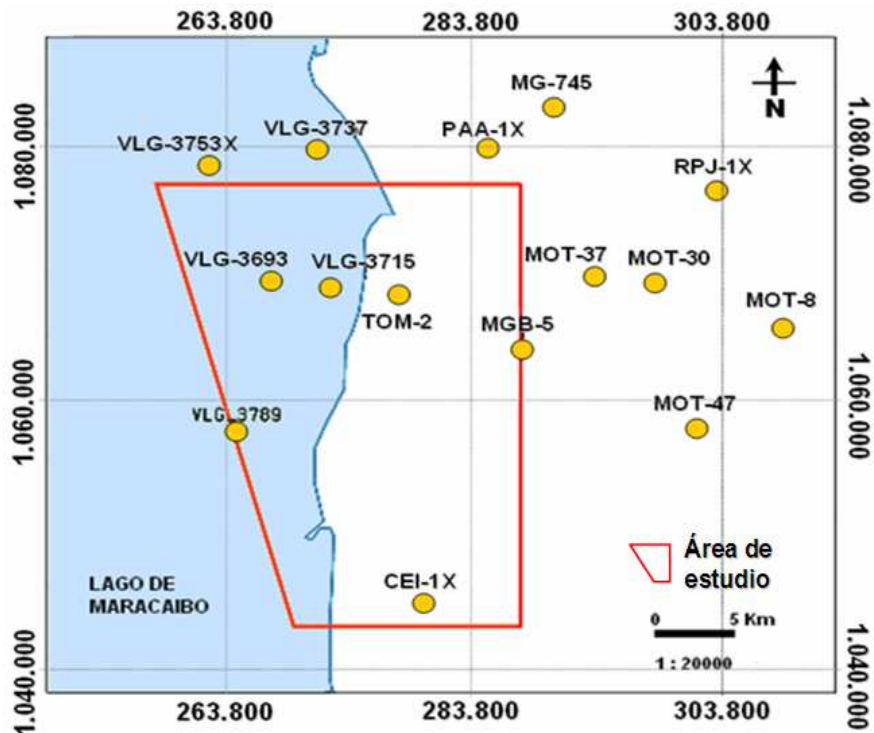 263.800 283.800 303.800
MG-745
N
VLG-3753X VLG-3737 PAA-1X
1.080.000 1.080.000
RPJ-1X
VLG-3693 VLG-3715 MOT-37 MOT-30
TOM-2 MGB-5 MOT-8
1.060.000 1.060.000
VLG-3789 MOT-47
Área de
estudio
LAGO DE
MARACAIBO
CEI-1X
0 5 Km
1 : 20000
1.040.000 1.040.000
263.800 283.800 303.800